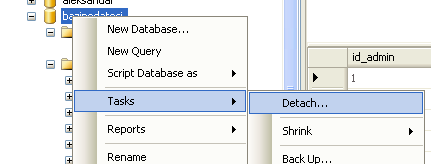 aleksandar
New Database...
New Query
Script Database as
Tasks
Reports
Rename
Detach...
Shrink
Back Up...
id_admin
1